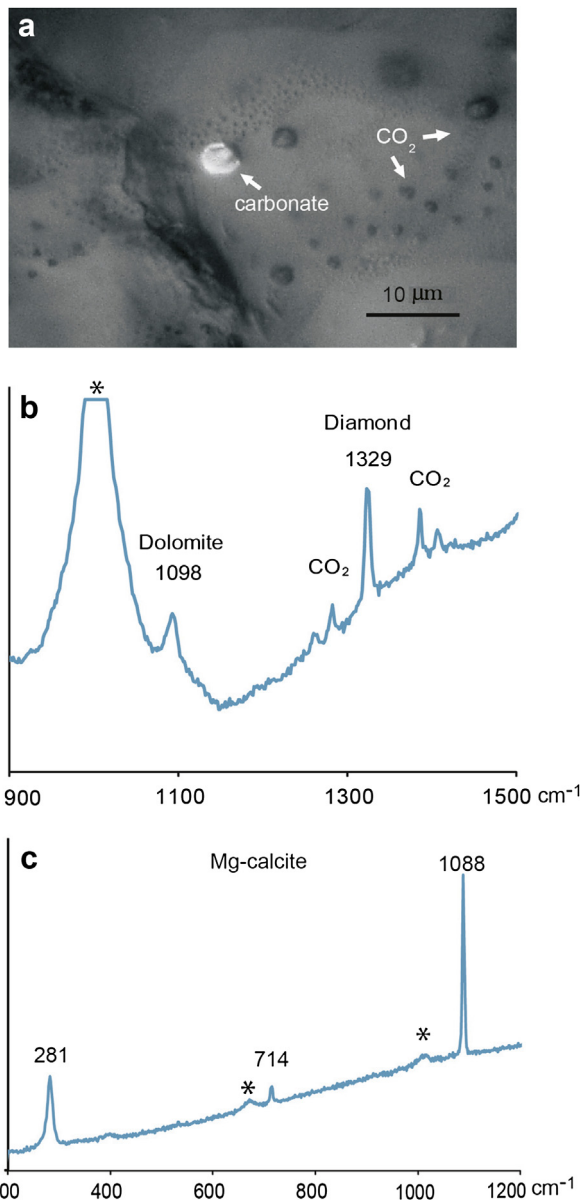 a
CO₂
carbonate
10 µm
b
*
Diamond
1329
CO₂
Dolomite
1098
CO₂
900 1100 1300 1500 cm⁻¹
c
Mg-calcite
1088
281
714
*
*
00 400 600 800 1000 1200 cm⁻¹